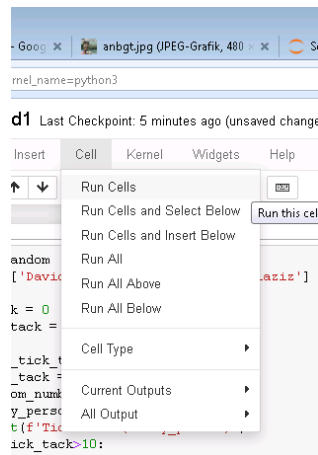 - Goog × anbgt.jpg (JPEG-Grafik, 480 × ×
rnel_name=python3
d1 Last Checkpoint: 5 minutes ago (unsaved change
Insert Cell Kernel Widgets Help
Run Cells
Run Cells and Select Below
Run this cel
Run Cells and Insert Below
andom
Run All
['Davi laziz']
Run All Above
k = 0
Run All Below
tack =
_tick_t
Cell Type
_tack =
om_numb
Current Outputs
y_perso
All Output
t(f'Tic
ick_tack>10: